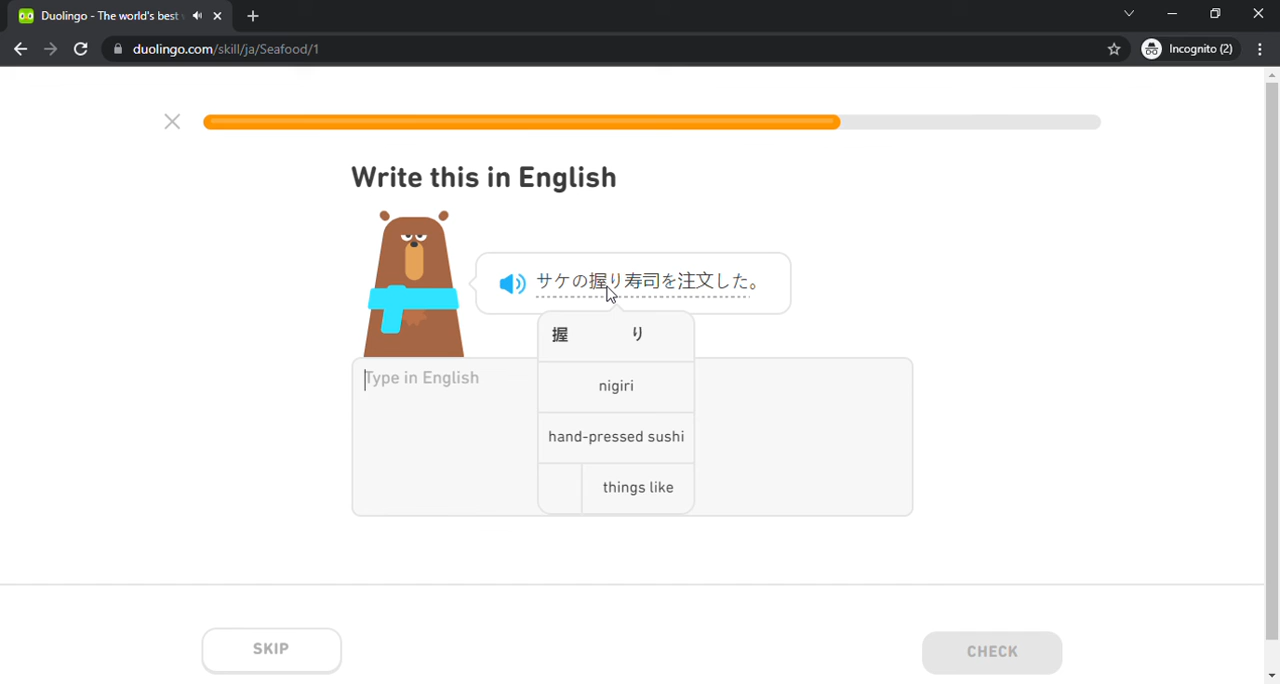 Duolingo - The world's best
duolingo.com/skill/ja/Seafood/1
Incognito (2)
Write this in English
サケの握り寿司を注文した。
握 り
nigiri
hand-pressed sushi
things like
Type in English
SKIP
CHECK